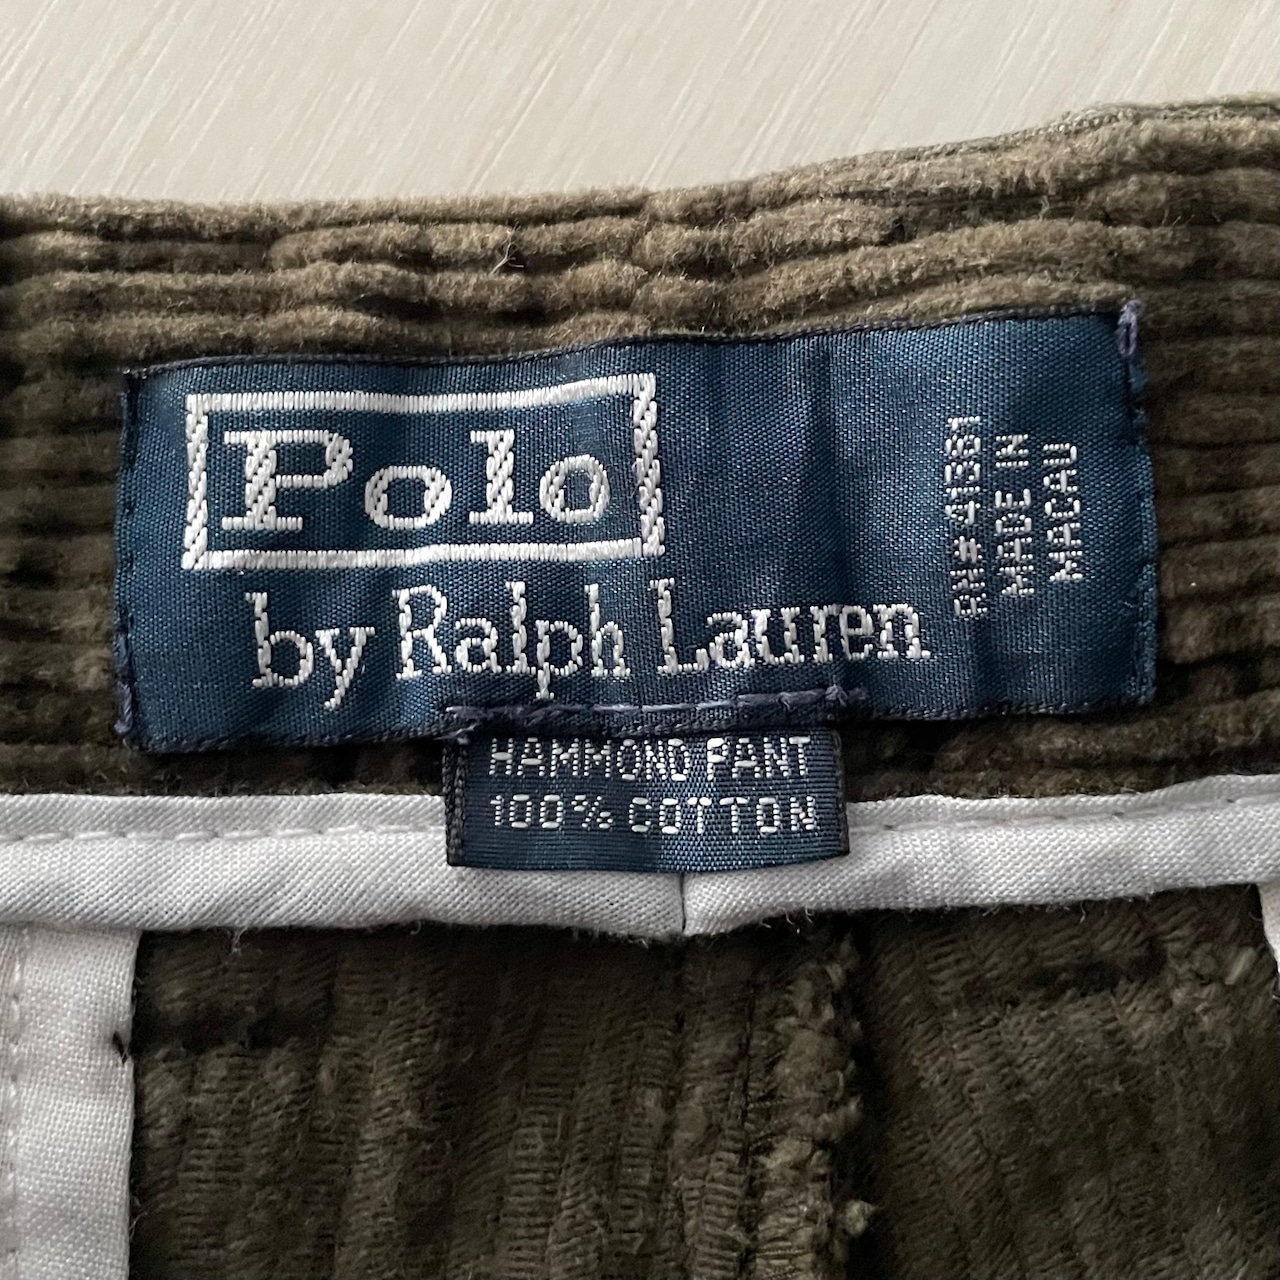 Polo
by Ralph Lauren
RN# 41381
MADE IN
MACAU
HAMMOND PANT
100% COTTON